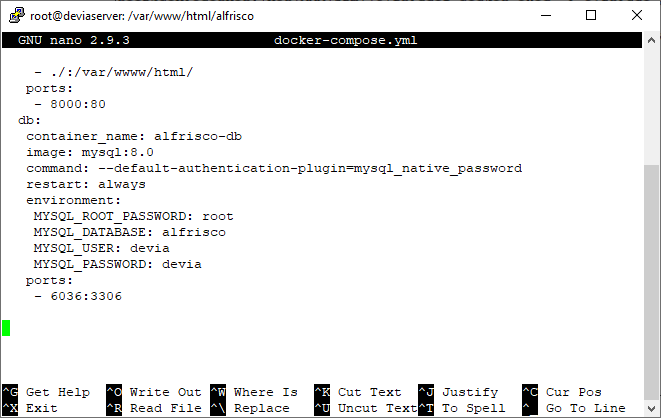 root@deviaserver: /var/www/html/alfrisco
GNU nano 2.9.3 docker-compose.yml
- ./:/var/wwww/html/
ports:
- 8000:80
db:
container_name: alfrisco-db
image: mysql:8.0
command: --default-authentication-plugin=mysql_native_password
restart: always
environment:
MYSQL_ROOT_PASSWORD: root
MYSQL_DATABASE: alfrisco
MYSQL_USER: devia
MYSQL_PASSWORD: devia
ports:
- 6036:3306
^G Get Help ^O Write Out ^W Where Is ^K Cut Text ^J Justify ^C Cur Pos
^X Exit ^R Read File ^\ Replace ^U Uncut Text ^T To Spell ^_ Go To Line